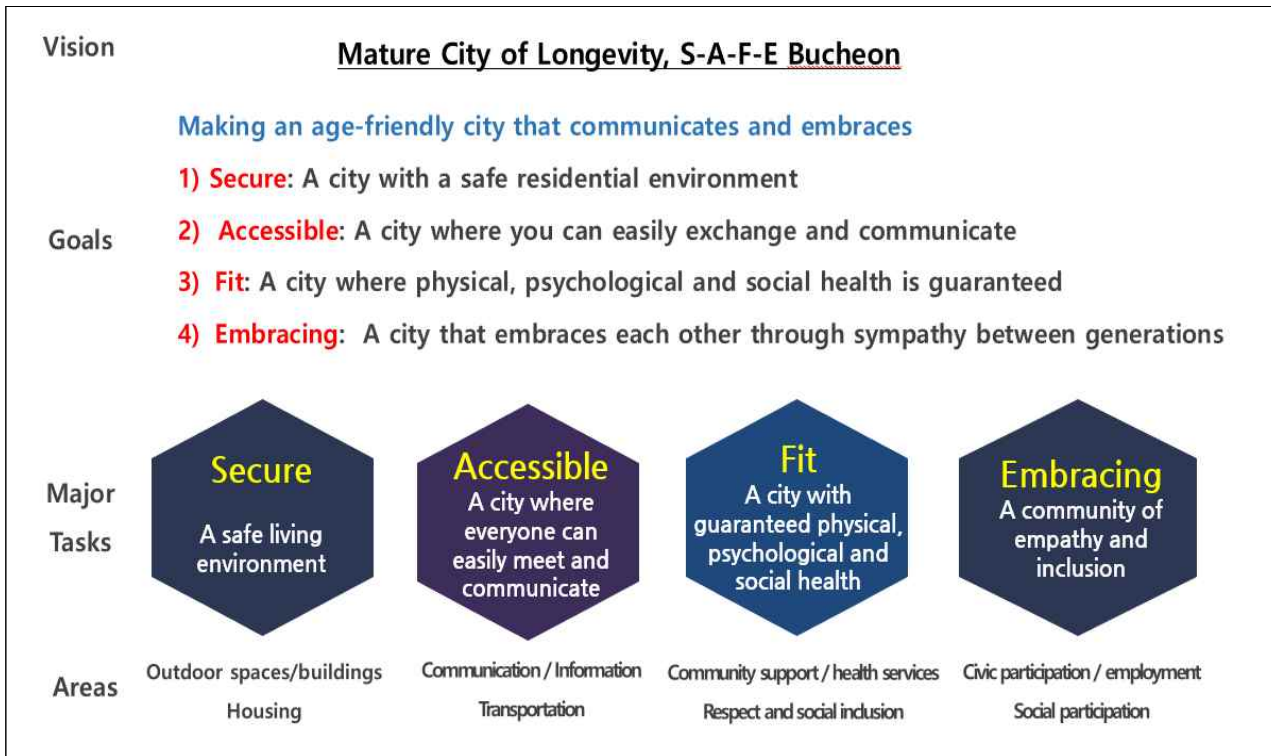 Vision
Mature City of Longevity, S-A-F-E Bucheon
Making an age-friendly city that communicates and embraces
1) Secure: A city with a safe residential environment
Goals
2) Accessible: A city where you can easily exchange and communicate
3) Fit: A city where physical, psychological and social health is guaranteed
4) Embracing: A city that embraces each other through sympathy between generations
Major
Tasks
Secure
A safe living
environment
Accessible
A city where
everyone can
easily meet and
communicate
Fit
A city with
guaranteed physical,
psychological and
social health
Embracing
A community of
empathy and
inclusion
Areas
Outdoor spaces/buildings
Housing
Communication / Information
Transportation
Community support / health services
Respect and social inclusion
Civic participation / employment
Social participation